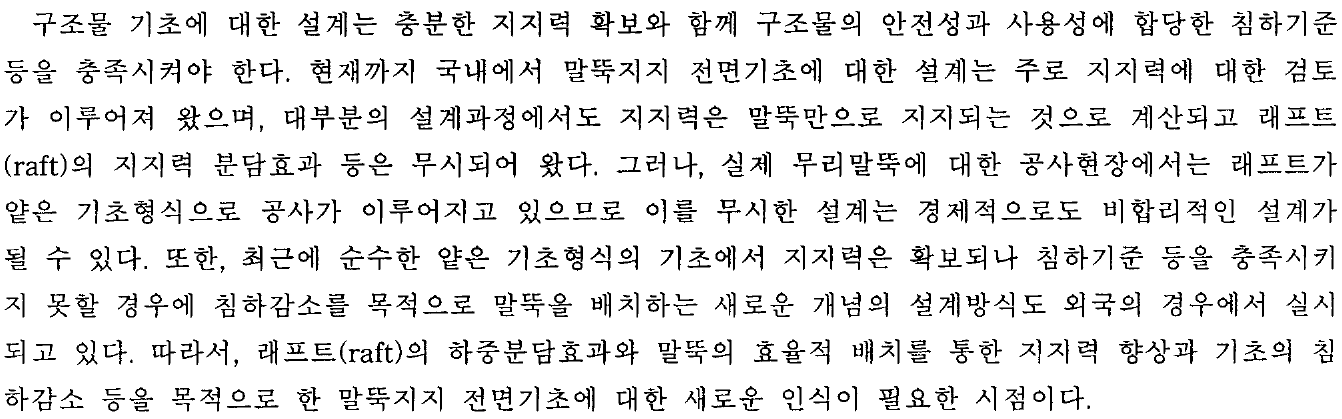 구조물 기초에 대한 설계는 충분한 지지력 확보와 함께 구조물의 안전성과 사용성에 합당한 침하기준
등을 충족시켜야 한다. 현재까지 국내에서 말뚝지지 전면기초에 대한 설계는 주로 지지력에 대한 검토
가 이루어져 왔으며, 대부분의 설계과정에서도 지지력은 말뚝만으로 지지되는 것으로 계산되고 래프트
(raft)의 지지력 분담효과 등은 무시되어 왔다. 그러나, 실제 무리말뚝에 대한 공사현장에서는 래프트가
얕은 기초형식으로 공사가 이루어지고 있으므로 이를 무시한 설계는 경제적으로도 비합리적인 설계가
될 수 있다. 또한, 최근에 순수한 얕은 기초형식의 기초에서 지지력은 확보되나 침하기준 등을 충족시키
지 못할 경우에 침하감소를 목적으로 말뚝을 배치하는 새로운 개념의 설계방식도 외국의 경우에서 실시
되고 있다. 따라서, 래프트(raft)의 하중분담효과와 말뚝의 효율적 배치를 통한 지지력 향상과 기초의 침
하감소 등을 목적으로 한 말뚝지지 전면기초에 대한 새로운 인식이 필요한 시점이다.